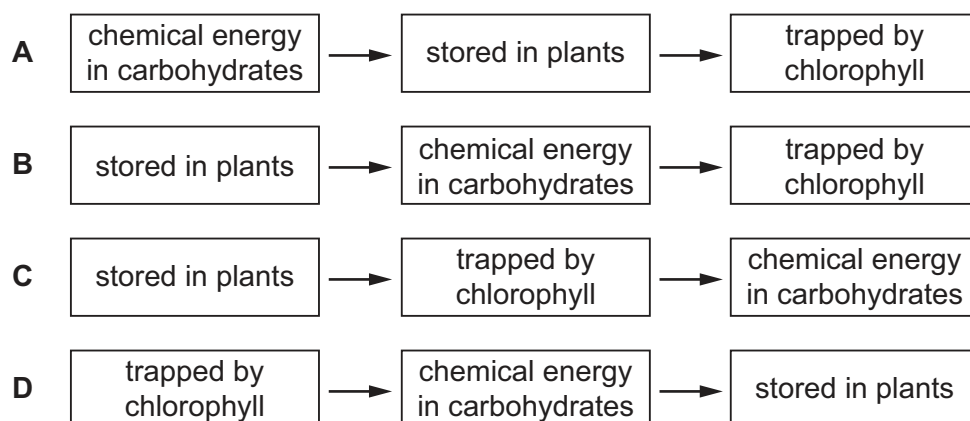 A
chemical energy
in carbohydrates
stored in plants
trapped by
chlorophyll
B
stored in plants
chemical energy
in carbohydrates
trapped by
chlorophyll
C
stored in plants
trapped by
chlorophyll
chemical energy
in carbohydrates
D
trapped by
chlorophyll
chemical energy
in carbohydrates
stored in plants